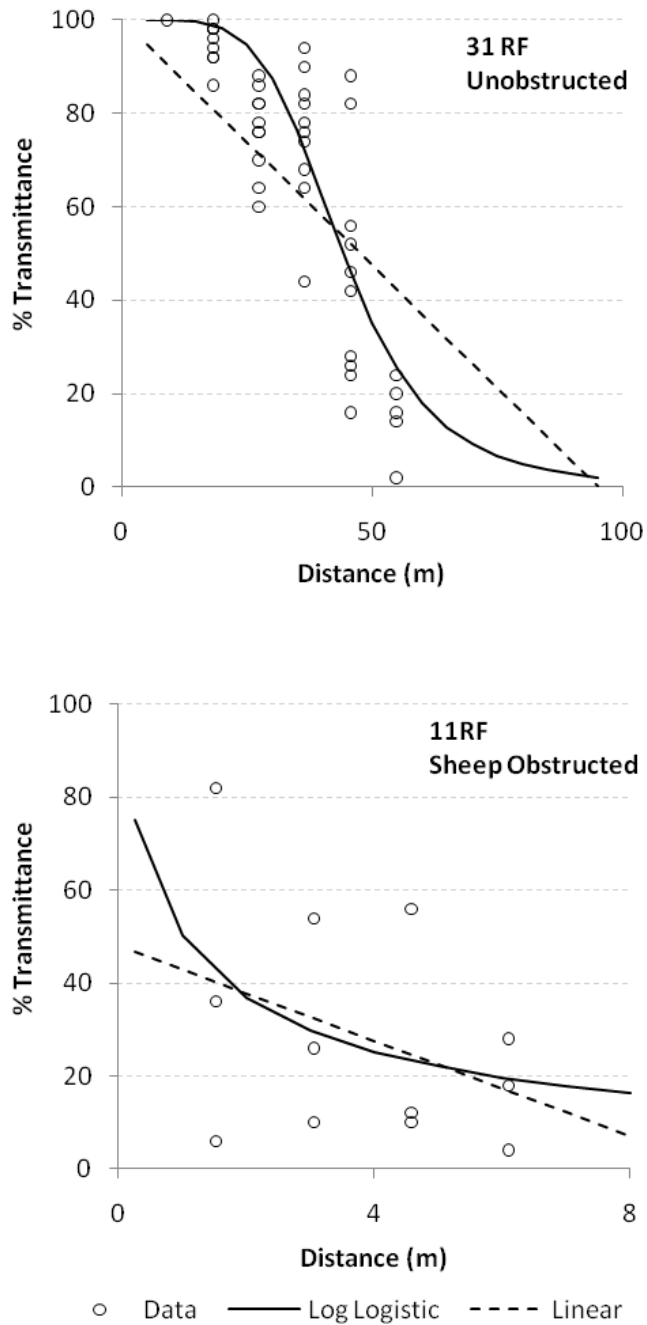 100
80
60
40
20
0
% Transmittance
31 RF
Unobstructed
0 50 100
Distance (m)
100
80
60
40
20
0
% Transmittance
11RF
Sheep Obstructed
0 4 8
Distance (m)
Data Log Logistic Linear